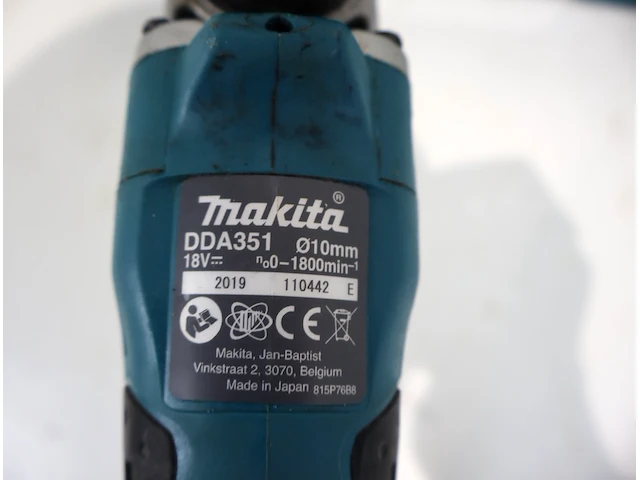 makita®
DDA351 Ø10mm
18V⎓ n₀0-1800min⁻¹
2019 110442 E
CE
Makita, Jan-Baptist
Vinkstraat 2, 3070, Belgium
Made in Japan 815P76B8